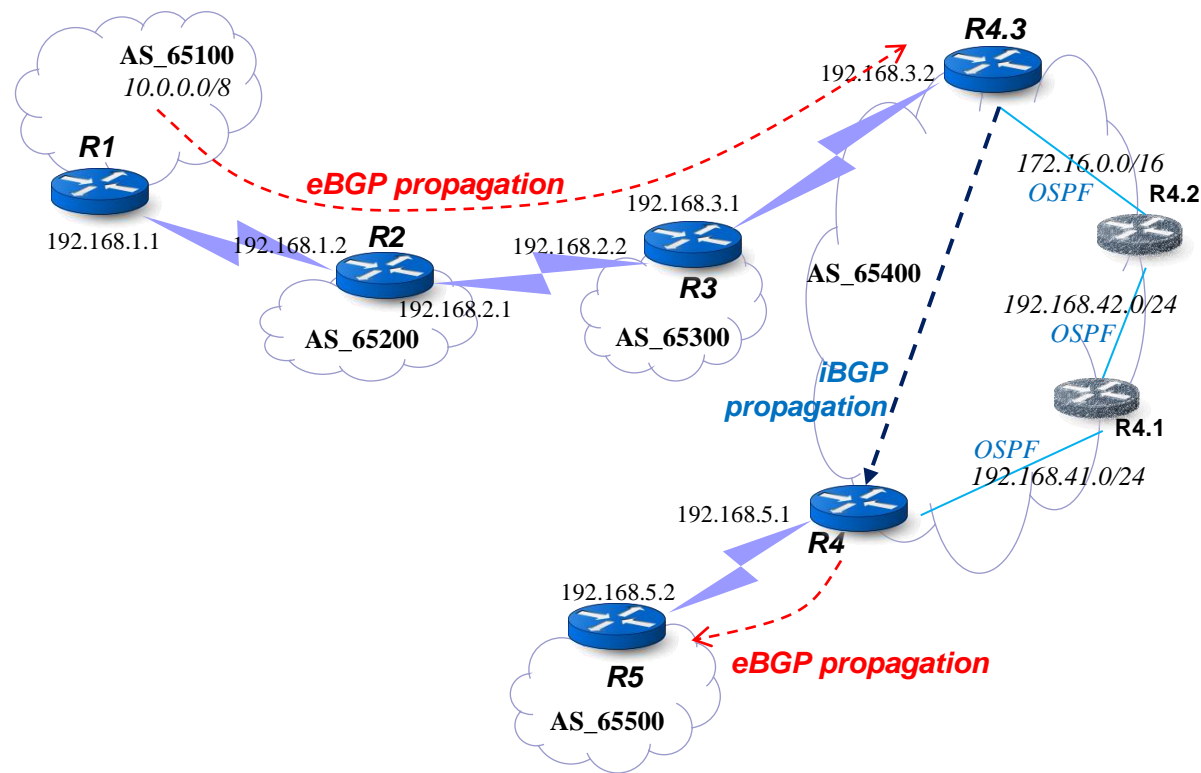 R4.3
AS_65100
10.0.0.0/8
192.168.3.2
R1
172.16.0.0/16
OSPF
eBGP propagation
R4.2
192.168.3.1
192.168.1.1
192.168.1.2
R2
192.168.2.2
AS_65400
R3
192.168.2.1
192.168.42.0/24
OSPF
AS_65200
AS_65300
iBGP
propagation
R4.1
OSPF
192.168.41.0/24
192.168.5.1
R4
192.168.5.2
eBGP propagation
R5
AS_65500